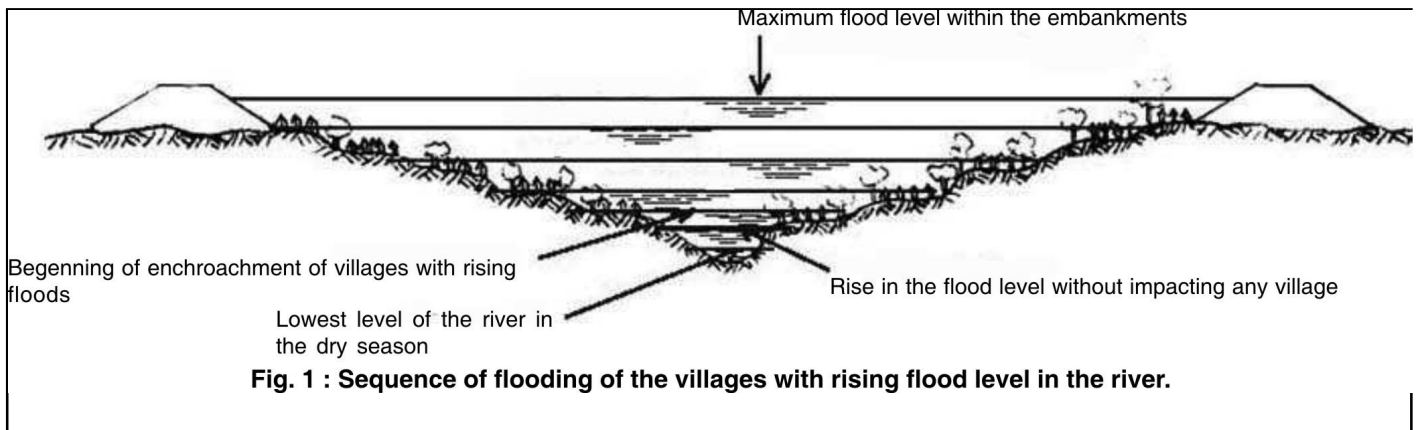 Maximum flood level within the embankments
Begenning of enchroachment of villages with rising
floods
Rise in the flood level without impacting any village
Lowest level of the river in
the dry season
Fig. 1 : Sequence of flooding of the villages with rising flood level in the river.